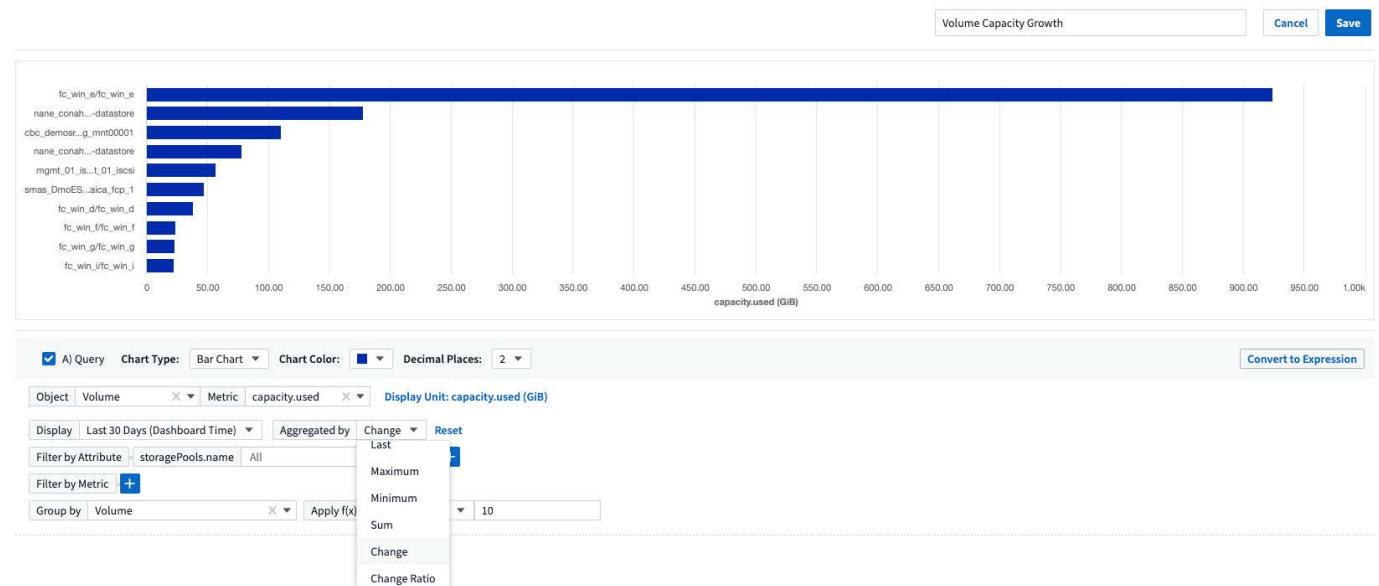 Volume Capacity Growth Cancel Save
fc_win_e/fc_win_e
nane_conah...-datastore
cbc_demosr...g_mnt00001
nane_conah...-datastore
mgmt_01_is...t_01_iscsi
smas_DmoES...aica_fcp_1
fc_win_d/fc_win_d
fc_win_f/fc_win_f
fc_win_g/fc_win_g
fc_win_i/fc_win_i
0 50.00 100.00 150.00 200.00 250.00 300.00 350.00 400.00 450.00 500.00 550.00 600.00 650.00 700.00 750.00 800.00 850.00 900.00 950.00 1.00k
capacity.used (GiB)
A) Query Chart Type: Bar Chart Chart Color: Decimal Places: 2 Convert to Expression
Object Volume Metric capacity.used Display Unit: capacity.used (GiB)
Display Last 30 Days (Dashboard Time) Aggregated by Change Reset
Last
Filter by Attribute storagePools.name All
Maximum
Filter by Metric
Minimum
Group by Volume Apply f(x) 10
Sum
Change
Change Ratio